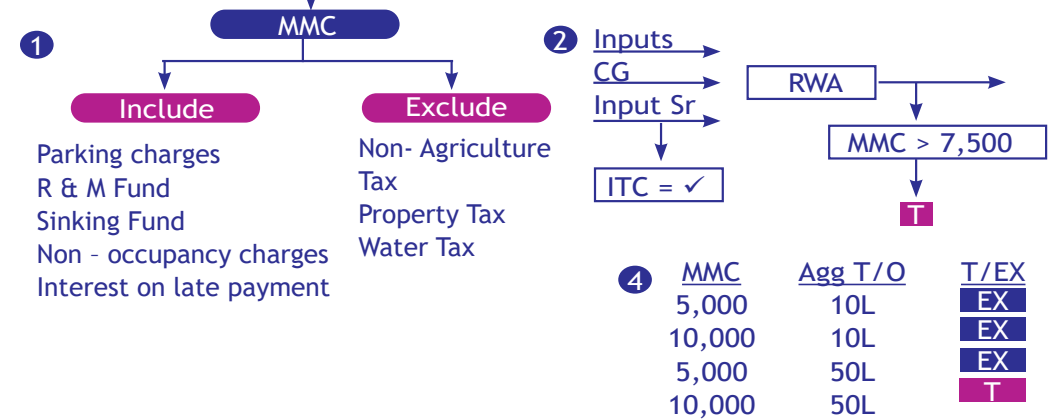 1
MMC
Include
Exclude
Parking charges
R & M Fund
Sinking Fund
Non - occupancy charges
Interest on late payment
Non- Agriculture
Tax
Property Tax
Water Tax
2
Inputs
CG
Input Sr
ITC = ✓
RWA
MMC > 7,500
T
4
MMC Agg T/O T/EX
5,000 10L EX
10,000 10L EX
5,000 50L EX
10,000 50L T